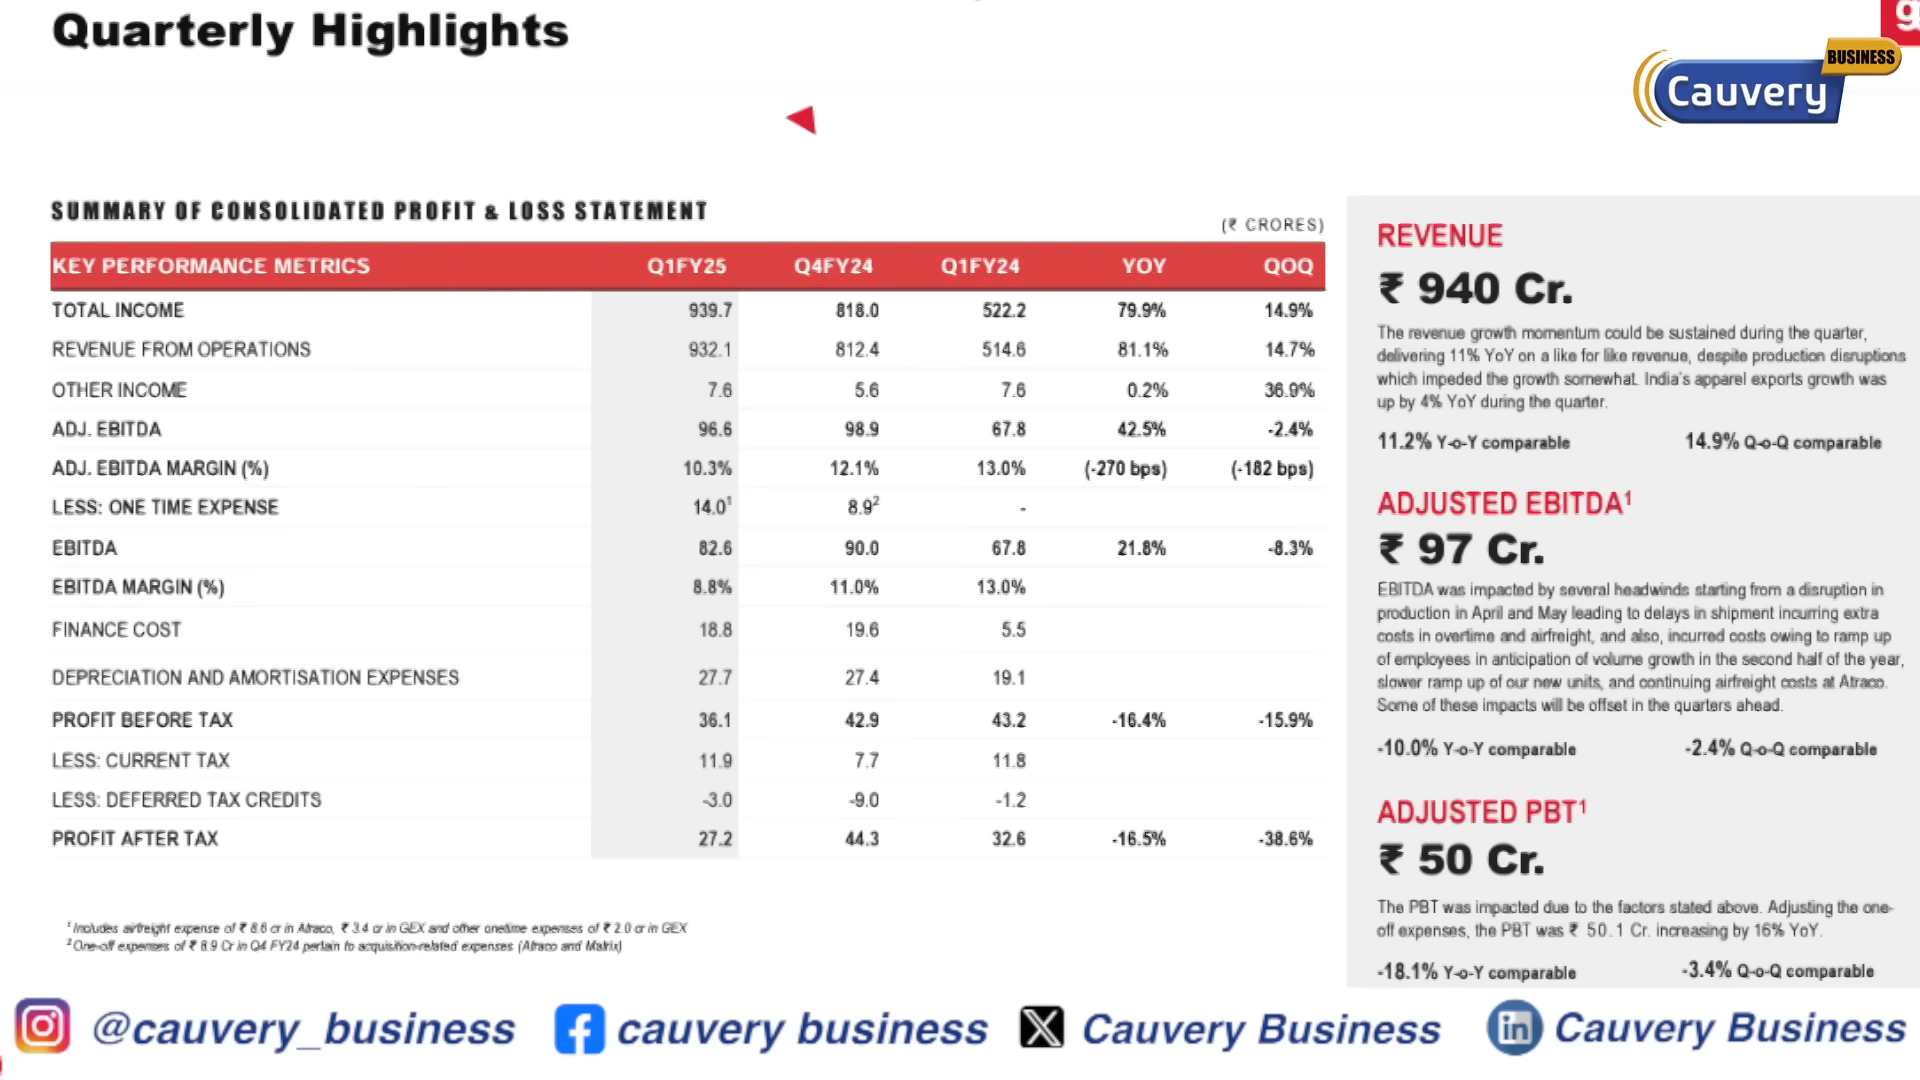 Quarterly Highlights
g
BUSINESS
Cauvery
SUMMARY OF CONSOLIDATED PROFIT & LOSS STATEMENT
(₹ CRORES)
KEY PERFORMANCE METRICS Q1FY25 Q4FY24 Q1FY24 YOY QOQ
TOTAL INCOME 939.7 818.0 522.2 79.9% 14.9%
REVENUE FROM OPERATIONS 932.1 812.4 514.6 81.1% 14.7%
OTHER INCOME 7.6 5.6 7.6 0.2% 36.9%
ADJ. EBITDA 96.6 98.9 67.8 42.5% -2.4%
ADJ. EBITDA MARGIN (%) 10.3% 12.1% 13.0% (-270 bps) (-182 bps)
LESS: ONE TIME EXPENSE 14.0¹ 8.9² -
EBITDA 82.6 90.0 67.8 21.8% -8.3%
EBITDA MARGIN (%) 8.8% 11.0% 13.0%
FINANCE COST 18.8 19.6 5.5
DEPRECIATION AND AMORTISATION EXPENSES 27.7 27.4 19.1
PROFIT BEFORE TAX 36.1 42.9 43.2 -16.4% -15.9%
LESS: CURRENT TAX 11.9 7.7 11.8
LESS: DEFERRED TAX CREDITS -3.0 -9.0 -1.2
PROFIT AFTER TAX 27.2 44.3 32.6 -16.5% -38.6%
¹ Includes airfreight expense of ₹ 8.6 cr in Atraco, ₹ 3.4 cr in GEX and other onetime expenses of ₹ 2.0 cr in GEX
² One-off expenses of ₹ 8.9 Cr in Q4 FY24 pertain to acquisition-related expenses (Atraco and Matrix)
REVENUE
₹ 940 Cr.
The revenue growth momentum could be sustained during the quarter,
delivering 11% YoY on a like for like revenue, despite production disruptions
which impeded the growth somewhat. India's apparel exports growth was
up by 4% YoY during the quarter.
11.2% Y-o-Y comparable 14.9% Q-o-Q comparable
ADJUSTED EBITDA¹
₹ 97 Cr.
EBITDA was impacted by several headwinds starting from a disruption in
production in April and May leading to delays in shipment incurring extra
costs in overtime and airfreight, and also, incurred costs owing to ramp up
of employees in anticipation of volume growth in the second half of the year,
slower ramp up of our new units, and continuing airfreight costs at Atraco.
Some of these impacts will be offset in the quarters ahead.
-10.0% Y-o-Y comparable -2.4% Q-o-Q comparable
ADJUSTED PBT¹
₹ 50 Cr.
The PBT was impacted due to the factors stated above. Adjusting the one-
off expenses, the PBT was ₹ 50.1 Cr. increasing by 16% YoY.
-18.1% Y-o-Y comparable -3.4% Q-o-Q comparable
@cauvery_business cauvery business Cauvery Business Cauvery Business